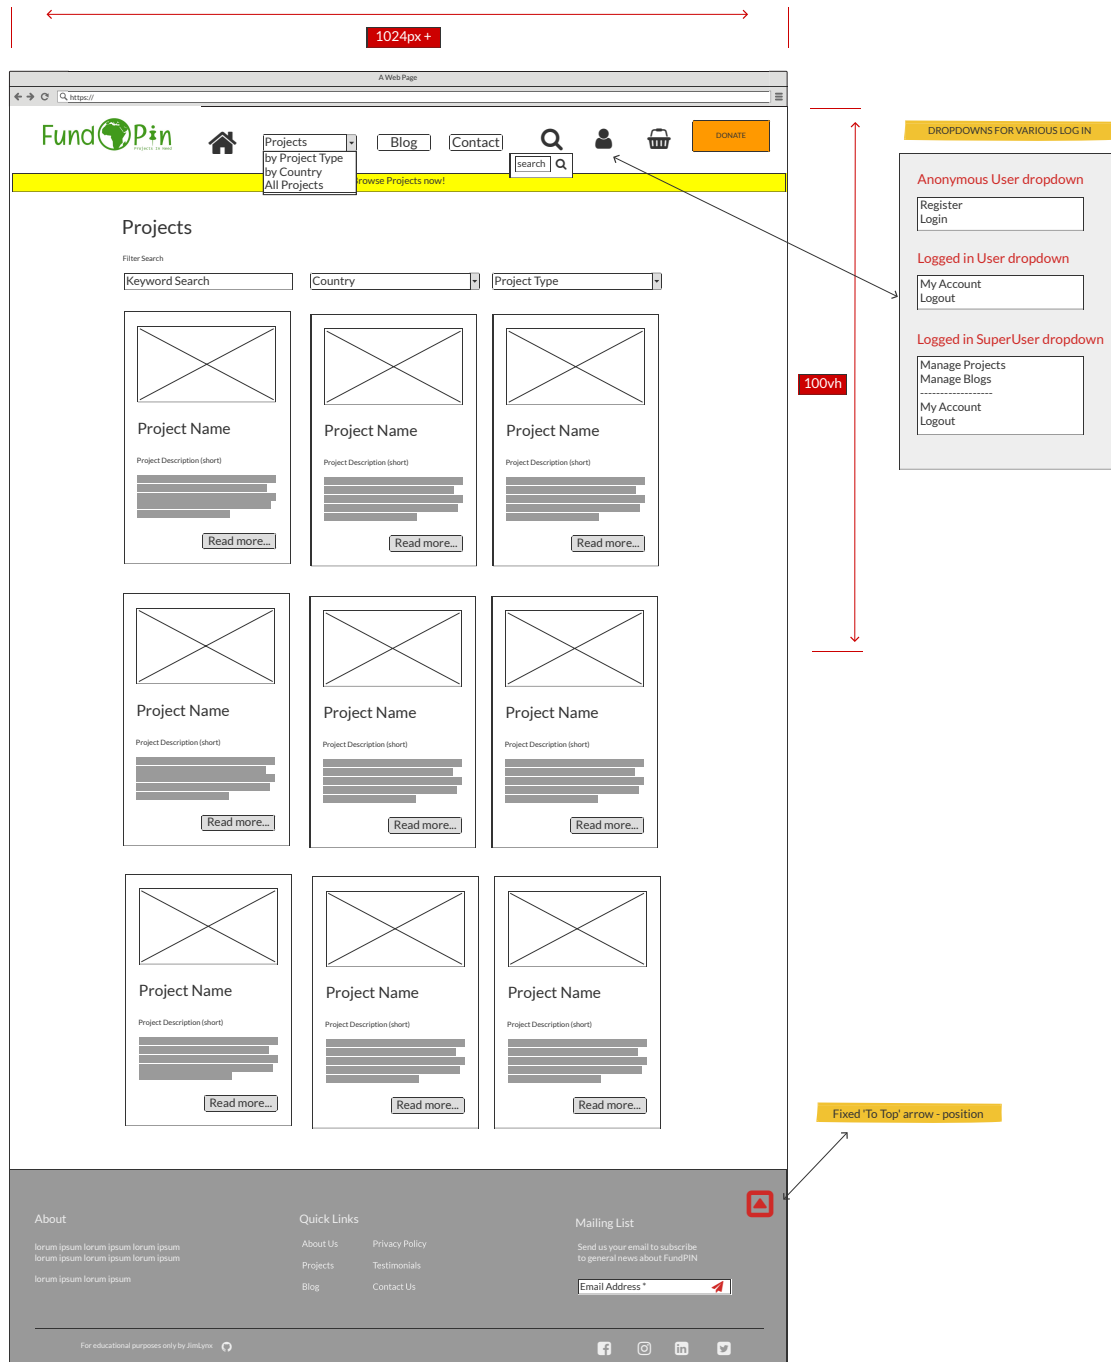 1024px +
A Web Page
https://
FundPin
PROJECTS IN NEED
Projects
by Project Type
by Country
All Projects
Blog
Contact
search
DONATE
Browse Projects now!
DROPDOWNS FOR VARIOUS LOG IN
Anonymous User dropdown
Register
Login
Logged in User dropdown
My Account
Logout
Logged in SuperUser dropdown
Manage Projects
Manage Blogs
------------------
My Account
Logout
100vh
Projects
Filter Search
Keyword Search
Country
Project Type
Project Name
Project Name
Project Name
Project Description (short)
Project Description (short)
Project Description (short)
Read more...
Read more...
Read more...
Project Name
Project Name
Project Name
Project Description (short)
Project Description (short)
Project Description (short)
Read more...
Read more...
Read more...
Project Name
Project Name
Project Name
Project Description (short)
Project Description (short)
Project Description (short)
Read more...
Read more...
Read more...
Fixed 'To Top' arrow - position
About
lorum ipsum lorum ipsum lorum ipsum
lorum ipsum lorum ipsum lorum ipsum
lorum ipsum lorum ipsum
Quick Links
About Us
Privacy Policy
Projects
Testimonials
Blog
Contact Us
Mailing List
Send us your email to subscribe
to general news about FundPIN
Email Address *
For educational purposes only by JimLynx